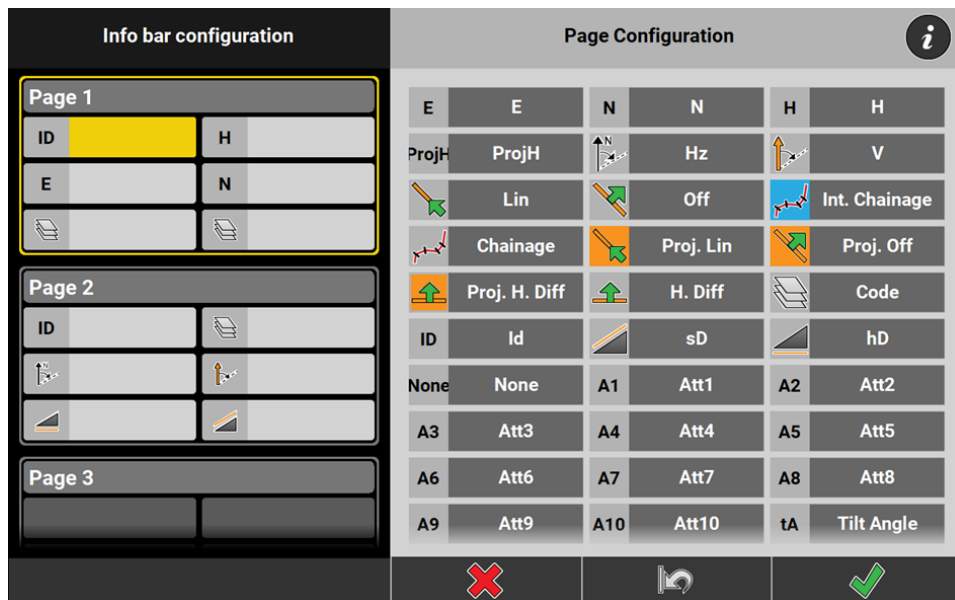 Info bar configuration
Page 1
ID H
E N
Page 2
ID
N
Page 3
Page Configuration
i
E E N N H H
ProjH ProjH N Hz V
Lin Off Int. Chainage
Chainage Proj. Lin Proj. Off
Proj. H. Diff H. Diff Code
ID Id sD hD
None None A1 Att1 A2 Att2
A3 Att3 A4 Att4 A5 Att5
A6 Att6 A7 Att7 A8 Att8
A9 Att9 A10 Att10 tA Tilt Angle